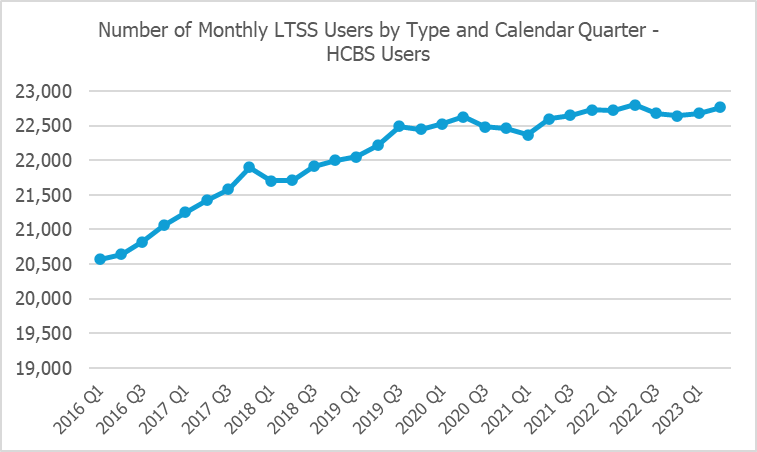 Number of Monthly LTSS Users by Type and Calendar Quarter -
HCBS Users
23,000
22,500
22,000
21,500
21,000
20,500
20,000
19,500
19,000
2016 Q1
2016 Q3
2017 Q1
2017 Q3
2018 Q1
2018 Q3
2019 Q1
2019 Q3
2020 Q1
2020 Q3
2021 Q1
2021 Q3
2022 Q1
2022 Q3
2023 Q1